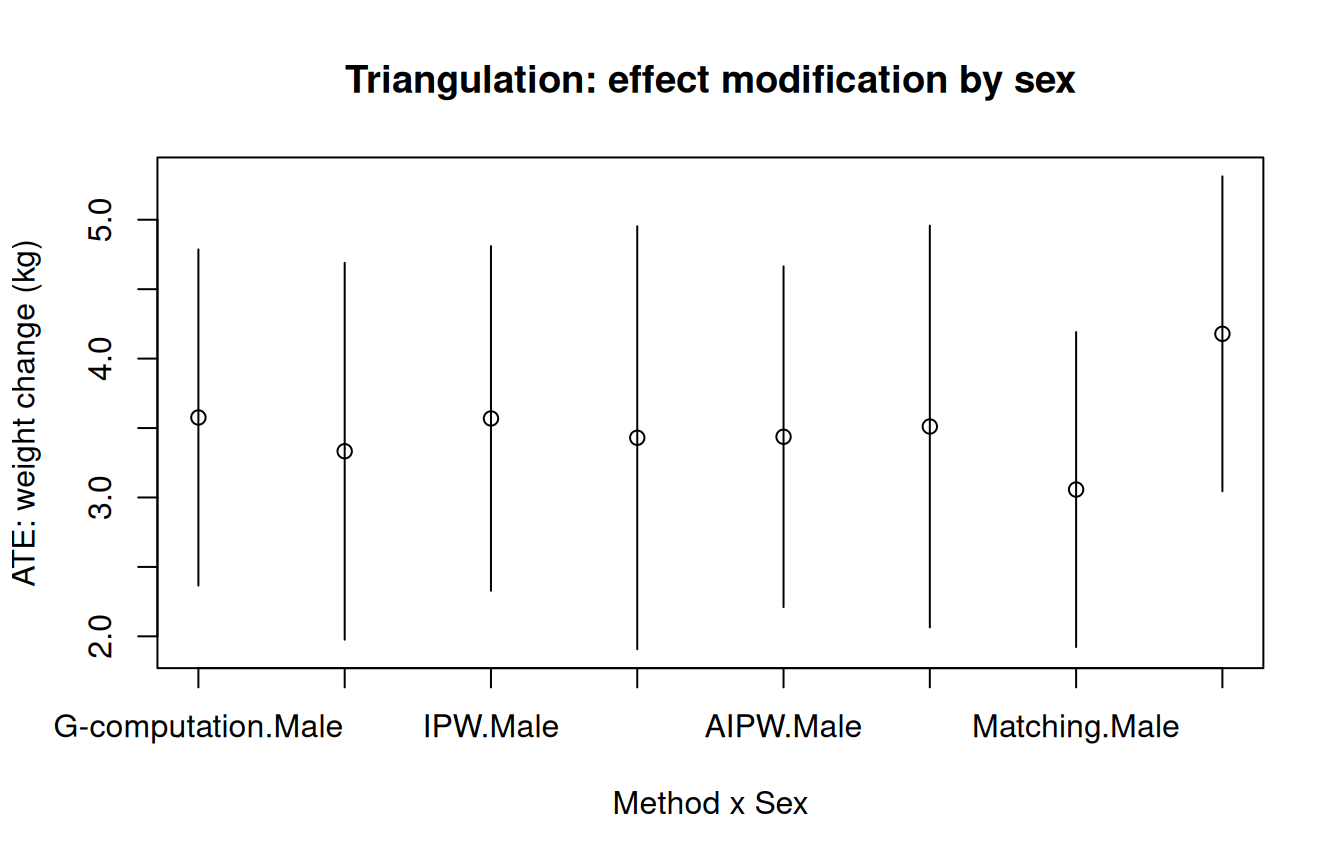 Triangulation: effect modification by sex
ATE: weight change (kg)
5.0
4.0
3.0
2.0
G-computation.Male IPW.Male AIPW.Male Matching.Male
Method x Sex